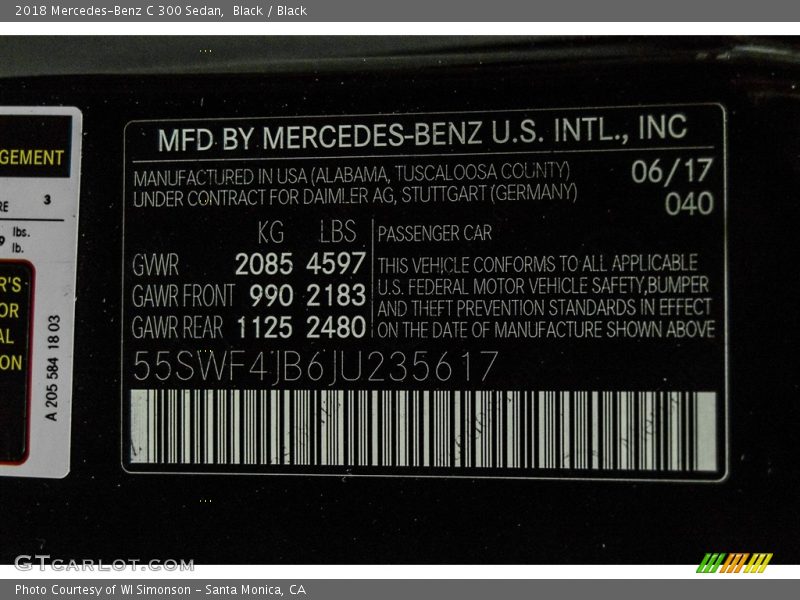 2018 Mercedes-Benz C 300 Sedan, Black / Black
GEMENT
RE 3
9 lbs.
lb.
R'S
OR
AL
ON
A 205 584 18 03
MFD BY MERCEDES-BENZ U.S. INTL., INC
MANUFACTURED IN USA (ALABAMA, TUSCALOOSA COUNTY)
UNDER CONTRACT FOR DAIMLER AG, STUTTGART (GERMANY)
06/17
040
KG LBS
GVWR 2085 4597
GAWR FRONT 990 2183
GAWR REAR 1125 2480
PASSENGER CAR
THIS VEHICLE CONFORMS TO ALL APPLICABLE
U.S. FEDERAL MOTOR VEHICLE SAFETY,BUMPER
AND THEFT PREVENTION STANDARDS IN EFFECT
ON THE DATE OF MANUFACTURE SHOWN ABOVE
55SWF4JB6JU235617
GTcarlot.com
Photo Courtesy of WI Simonson - Santa Monica, CA